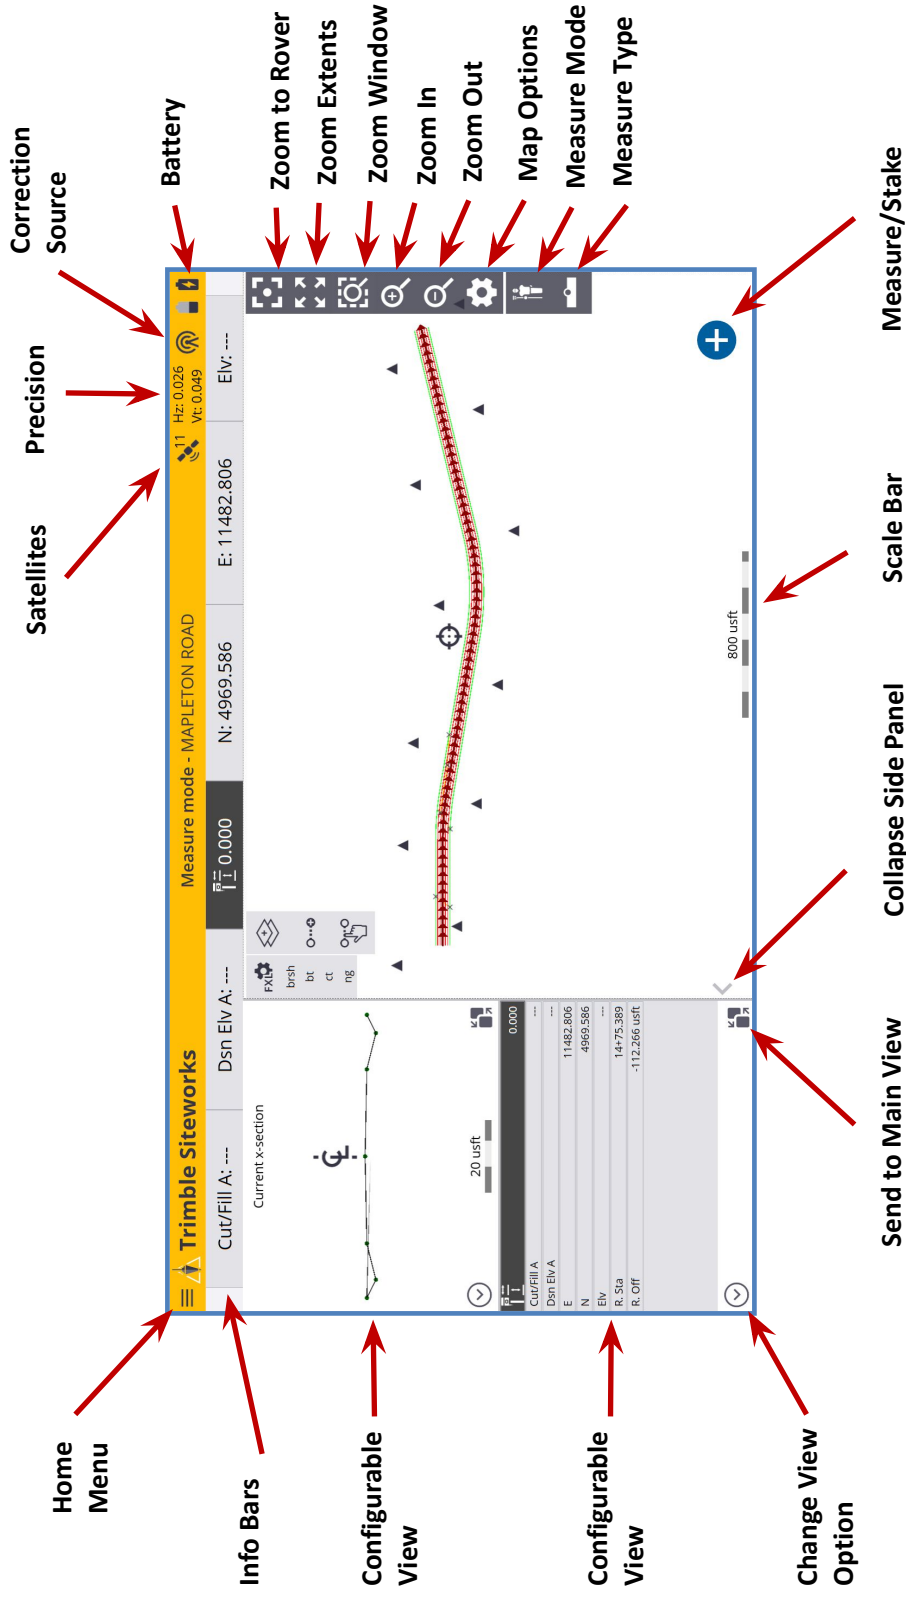 Correction
Source
Precision
Satellites
Battery
Home
Menu
Info Bars
Configurable
View
Configurable
View
Change View
Option
Trimble Siteworks
Measure mode - MAPLETON ROAD
11
Hz: 0.026
Vt: 0.049
Cut/Fill A: ---
Dsn Elv A: ---
0.000
N: 4969.586
E: 11482.806
Elv: ---
Current x-section
CL
20 usft
FXL
brsh
bt
ct
ng
0.000
Cut/Fill A ---
Dsn Elv A ---
E 11482.806
N 4969.586
Elv ---
R. Sta 14+75.389
R. Off -112.266 usft
800 usft
Zoom to Rover
Zoom Extents
Zoom Window
Zoom In
Zoom Out
Map Options
Measure Mode
Measure Type
Send to Main View
Collapse Side Panel
Scale Bar
Measure/Stake